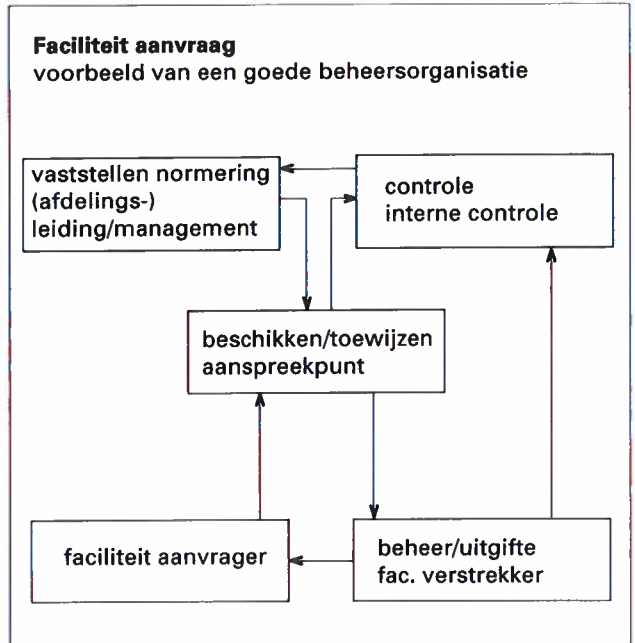 Faciliteit aanvraag
voorbeeld van een goede beheersorganisatie
vaststellen normering
(afdelings-)
leiding/management
controle
interne controle
beschikken/toewijzen
aanspreekpunt
faciliteit aanvrager
beheer/uitgifte
fac. verstrekker